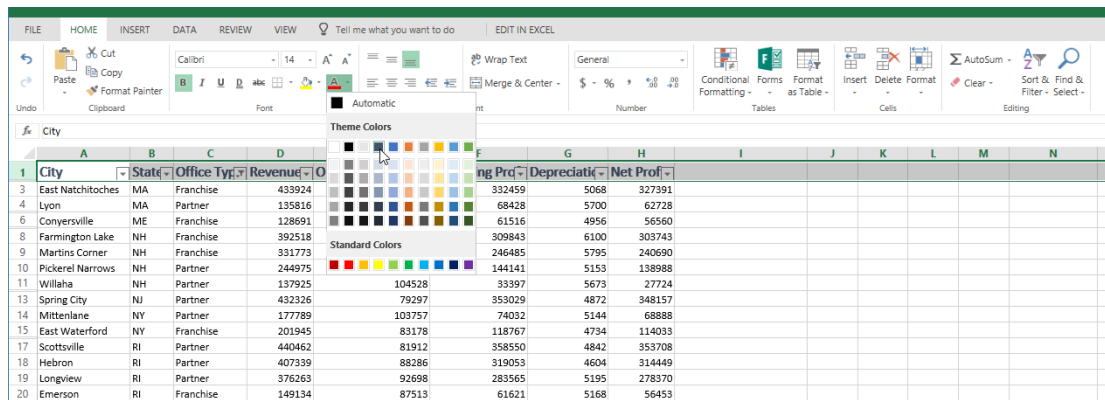 FILE HOME INSERT DATA REVIEW VIEW Tell me what you want to do EDIT IN EXCEL
Cut
Copy
Paste
Format Painter
Calibri 14 A A
B I U D abc A
ab Wrap Text
Merge & Center
General
$ - % , .00 .00
Conditional Formatting Forms Format as Table
Insert Delete Format
AutoSum
Clear
Sort & Filter Find & Select
Undo Clipboard Font Number Tables Cells Editing
Automatic
Theme Colors
Standard Colors
fx City
A B C D F G H I J K L M N
1 City State Office Typ Revenue O ng Pro Depreciatic Net Prof
3 East Natchitoches MA Franchise 433924 332459 5068 327391
4 Lyon MA Partner 135816 68428 5700 62728
6 Conyersville ME Franchise 128691 61516 4956 56560
8 Farmington Lake NH Franchise 392518 309843 6100 303743
9 Martins Corner NH Franchise 331773 246485 5795 240690
10 Pickerel Narrows NH Partner 244975 144141 5153 138988
11 Willaha NH Partner 137925 104528 33397 5673 27724
13 Spring City NJ Partner 432326 79297 353029 4872 348157
14 Mittenlane NY Partner 177789 103757 74032 5144 68888
15 East Waterford NY Franchise 201945 83178 118767 4734 114033
17 Scottsville RI Partner 440462 81912 358550 4842 353708
18 Hebron RI Partner 407339 88286 319053 4604 314449
19 Longview RI Partner 376263 92698 283565 5195 278370
20 Emerson RI Franchise 149134 87513 61621 5168 56453